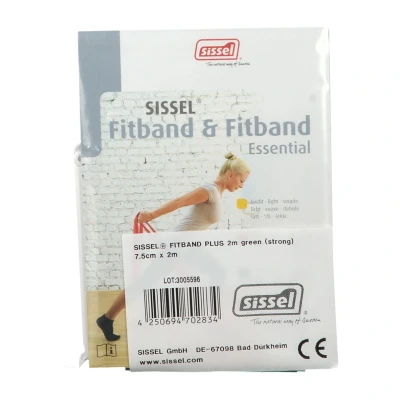 sissel®
The natural way of Sweden
SISSEL®
Fitband & Fitband
Essential
SISSEL® FITBAND PLUS 2m green (strong)
7.5cm x 2m
LOT:3005596
4 250694 702834
sissel®
The natural way of Sweden
CE
SISSEL GmbH DE-67098 Bad Durkheim
www.sissel.com